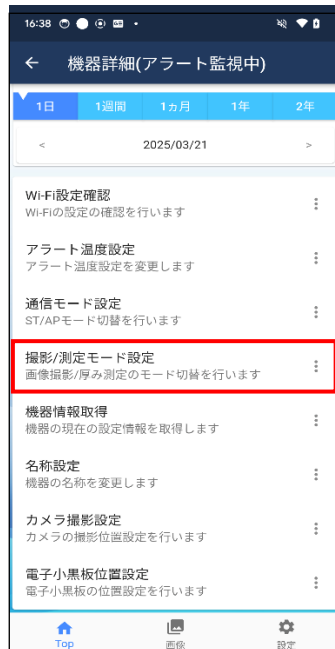 16:38
機器詳細(アラート監視中)
1日 1週間 1ヵ月 1年 2年
< 2025/03/21 >
Wi-Fi設定確認
Wi-Fiの設定の確認を行います
アラート温度設定
アラート温度設定を変更します
通信モード設定
ST/APモード切替を行います
撮影/測定モード設定
画像撮影/厚み測定のモード切替を行います
機器情報取得
機器の現在の設定情報を取得します
名称設定
機器の名称を変更します
カメラ撮影設定
カメラの撮影位置設定を行います
電子小黒板位置設定
電子小黒板の位置設定を行います
Top 画像 設定